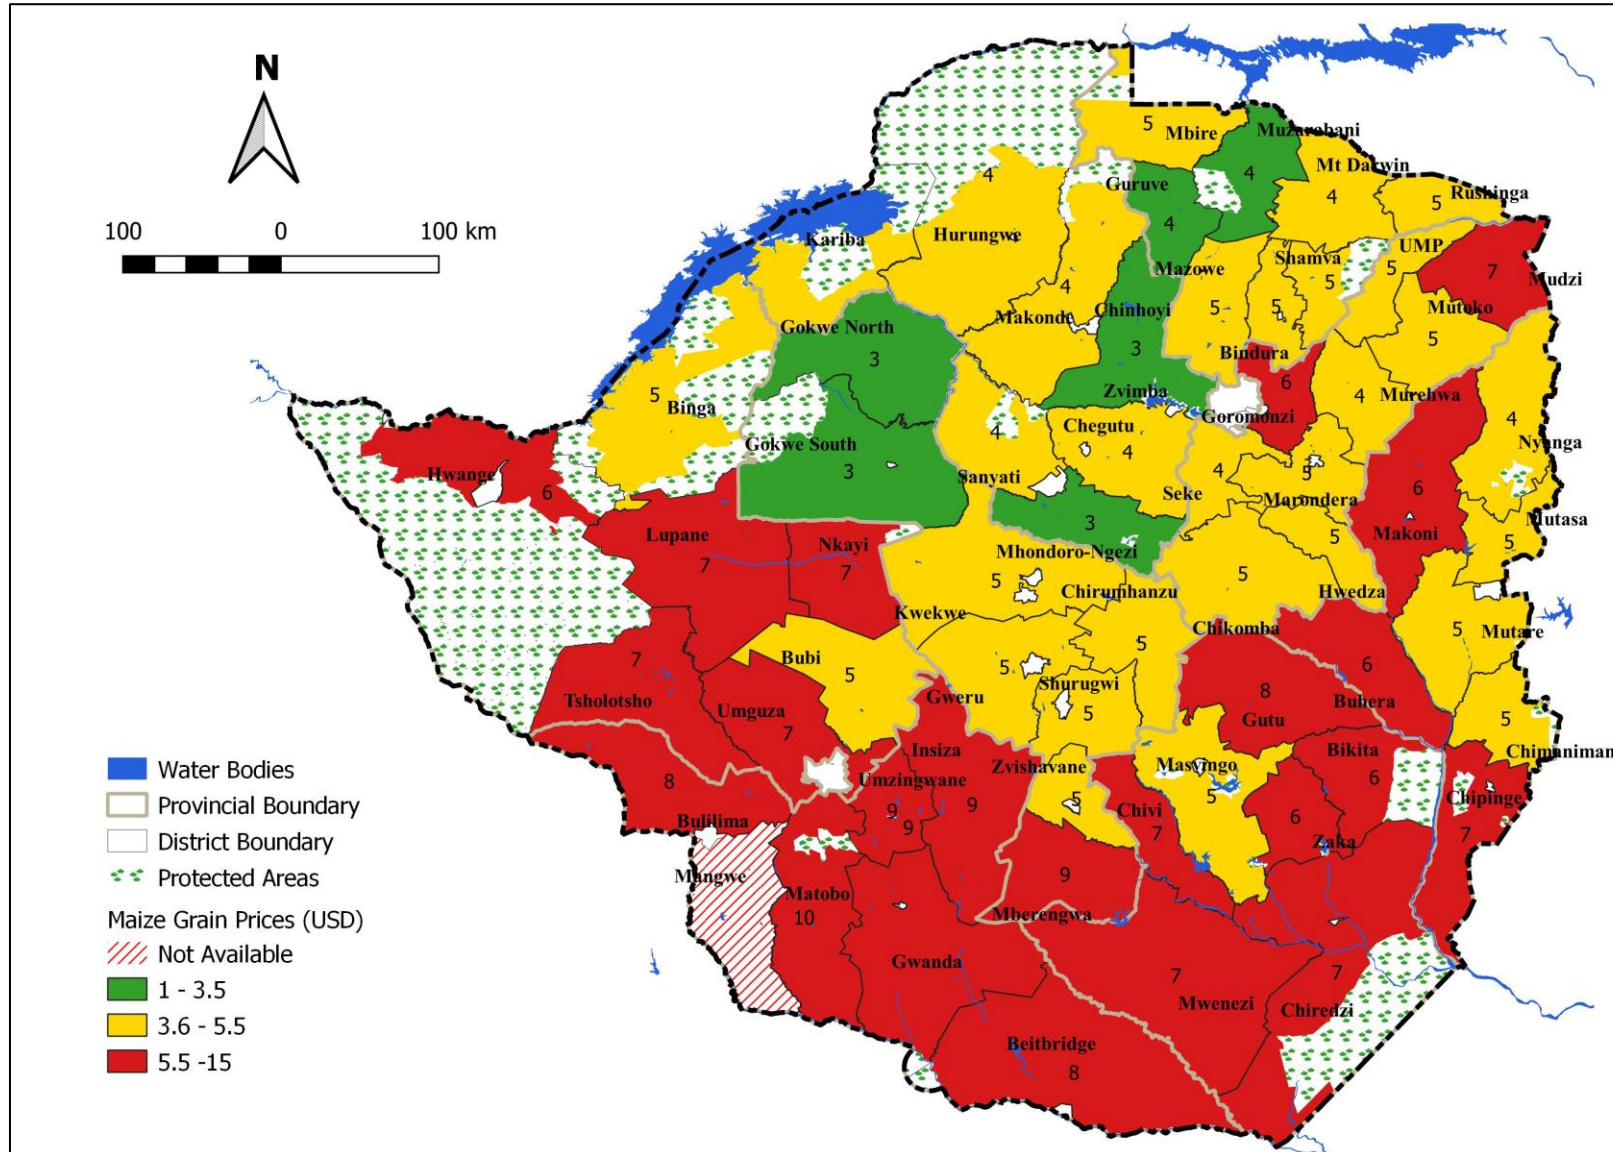 N
100 0 100 km
Mbire
5
Muzarabani
4
Mt Darwin
4
Rushinga
5
Guruve
4
4
Hurungwe
Kariba
4
UMP
5
Mudzi
7
Shamva
5
Mazowe
5
5
Mutoko
5
Makonde
4
Chinhoyi
3
Gokwe North
3
Bindura
Zvimba
Goromonzi
6
Murehwa
4
Binga
5
Nyanga
4
Gokwe South
3
Chegutu
4
Sanyati
4
Seke
4
Marondera
5
Hwange
6
Makoni
6
Mutasa
5
Mhondoro-Ngezi
3
Lupane
7
Nkayi
7
Hwedza
5
Kwekwe
5
Chirumhanzu
5
Chikomba
5
Mutare
5
Bubi
5
Tsholotsho
7
Umguza
7
Gweru
5
Shurugwi
5
Gutu
8
Buhera
6
Chimaniman
5
Insiza
9
Umzingwane
9
9
Zvishavane
5
Masvingo
5
Bikita
6
Chipinge
7
Bulilima
8
Chivi
7
Zaka
6
Mangwe
Matobo
10
Mberengwa
9
Gwanda
Mwenezi
7
Chiredzi
7
Beitbridge
8
Water Bodies
Provincial Boundary
District Boundary
Protected Areas
Maize Grain Prices (USD)
Not Available
1 - 3.5
3.6 - 5.5
5.5 -15